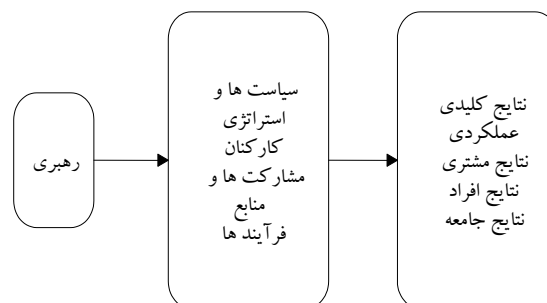 رهبری
سیاست ها و
استراتژی
کارکنان
مشارکت ها و
منابع
فرآیند ها
نتایج کلیدی
عملکردی
نتایج مشتری
نتایج افراد
نتایج جامعه